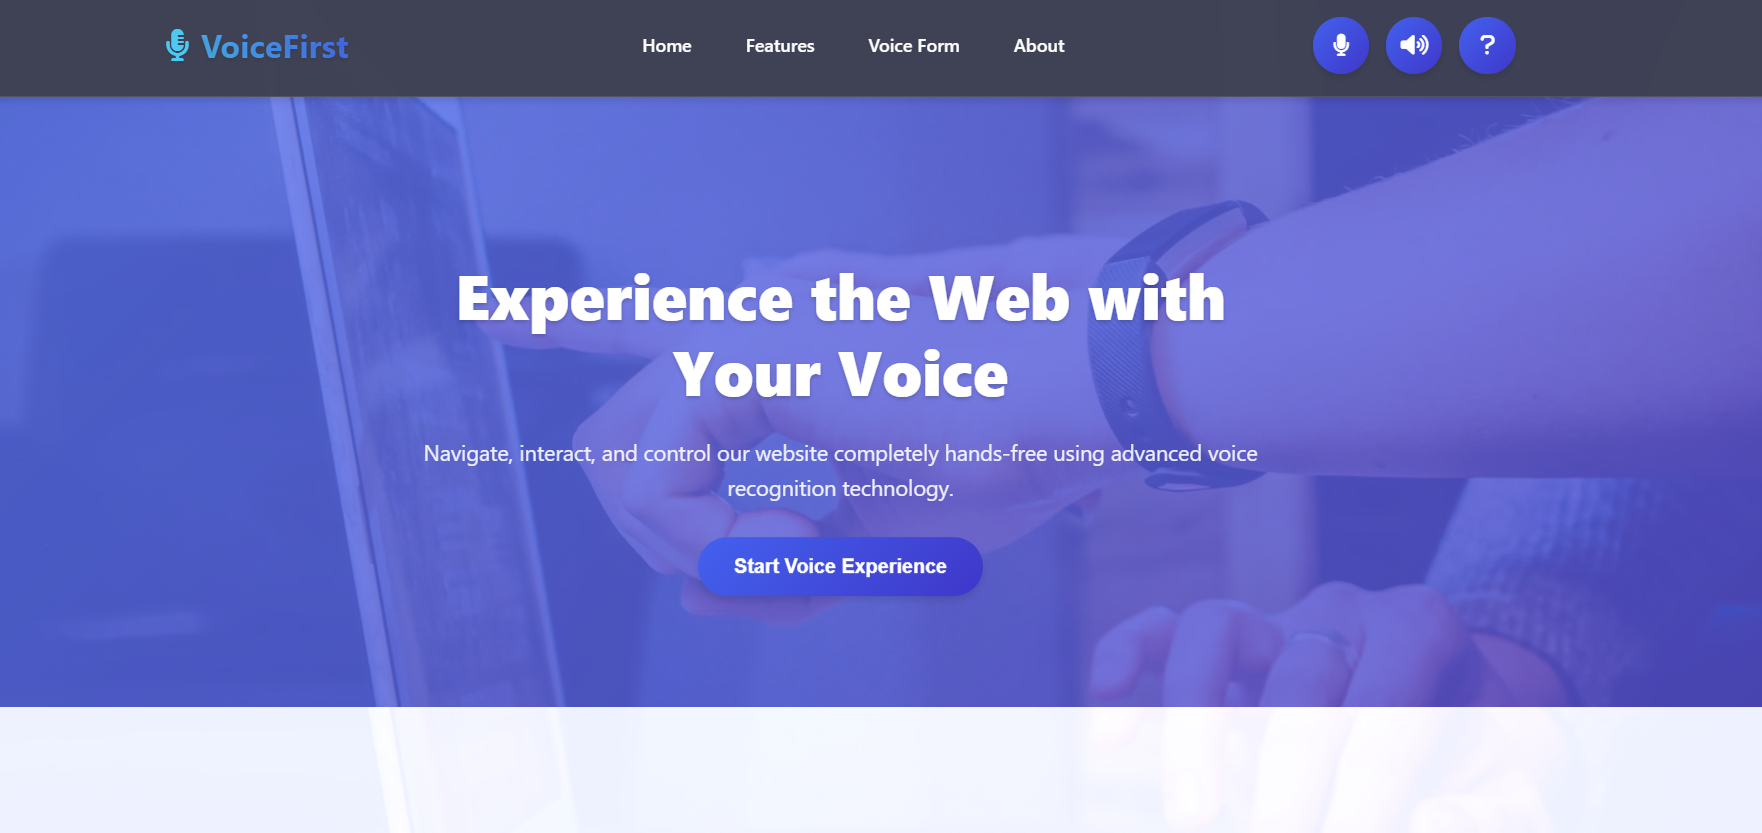 VoiceFirst
Home
Features
Voice Form
About
?
Experience the Web with
Your Voice
Navigate, interact, and control our website completely hands-free using advanced voice
recognition technology.
Start Voice Experience